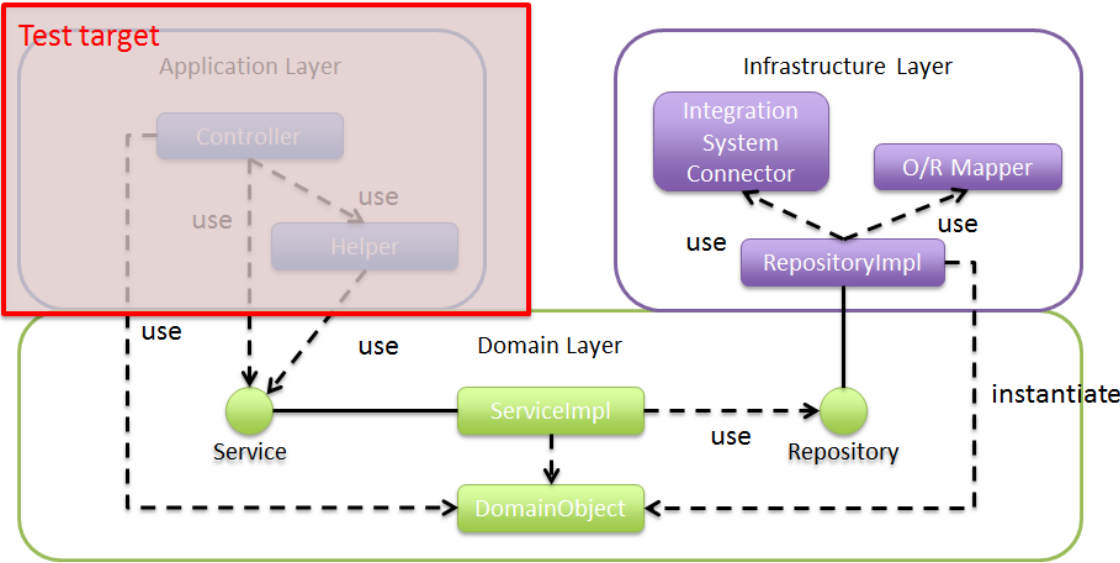 Test target
Application Layer
Controller
use
use
Helper
Infrastructure Layer
Integration
System
Connector
O/R Mapper
use
use
RepositoryImpl
use
use
Domain Layer
instantiate
Service
ServiceImpl
use
Repository
DomainObject